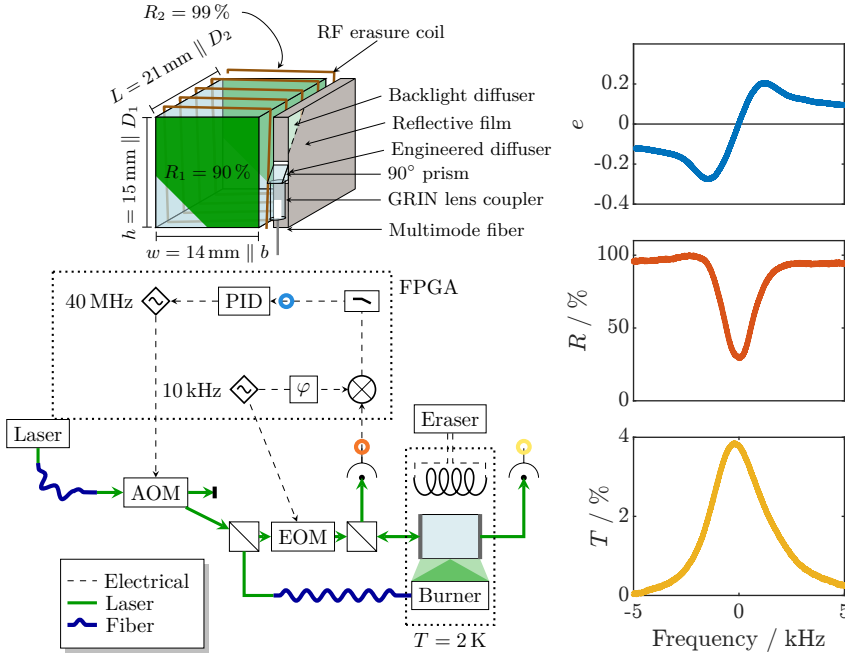 R₂ = 99 %
RF erasure coil
L = 21 mm ∥ D₂
Backlight diffuser
Reflective film
Engineered diffuser
90° prism
GRIN lens coupler
Multimode fiber
R₁ = 90 %
h = 15 mm ∥ D₁
w = 14 mm ∥ b
FPGA
40 MHz
PID
10 kHz
φ
Laser
AOM
EOM
Eraser
Burner
T = 2 K
Electrical
Laser
Fiber
e
0.2
0
-0.2
-0.4
R / %
100
50
0
T / %
4
2
0
-5
0
5
Frequency / kHz